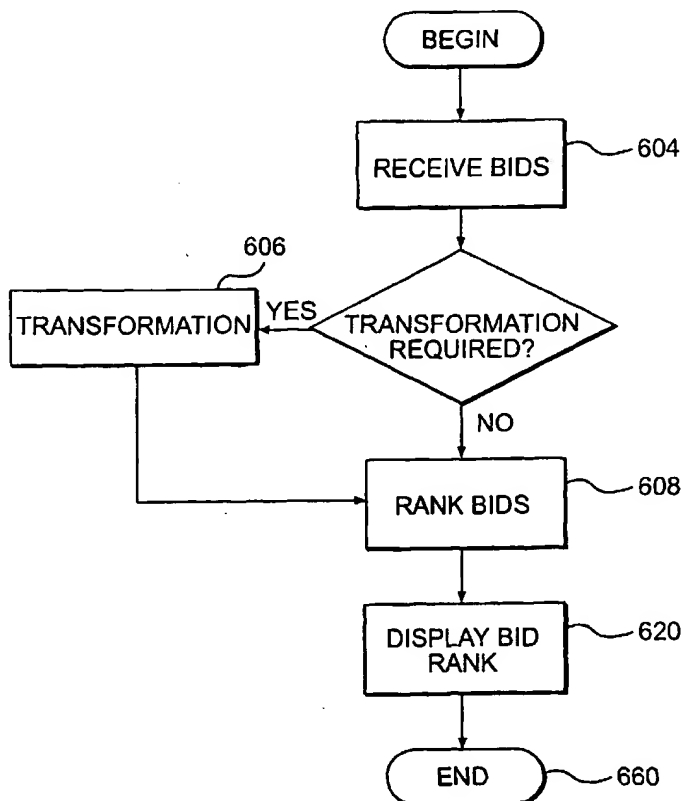 BEGIN
RECEIVE BIDS
604
606
TRANSFORMATION
YES
TRANSFORMATION
REQUIRED?
NO
RANK BIDS
608
DISPLAY BID
RANK
620
END
660